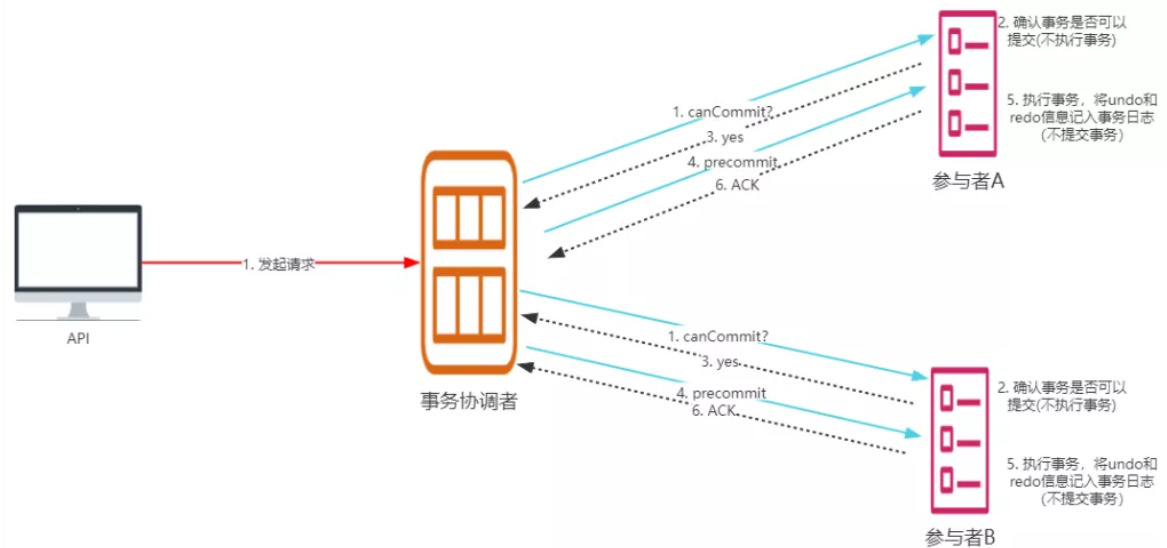 2. 确认事务是否可以
提交(不执行事务)
1. canCommit?
5. 执行事务，将undo和
redo信息记入事务日志
(不提交事务)
3. yes
4. precommit
6. ACK
参与者A
1. 发起请求
API
事务协调者
1. canCommit?
3. yes
4. precommit
6. ACK
2. 确认事务是否可以
提交(不执行事务)
5. 执行事务，将undo和
redo信息记入事务日志
(不提交事务)
参与者B